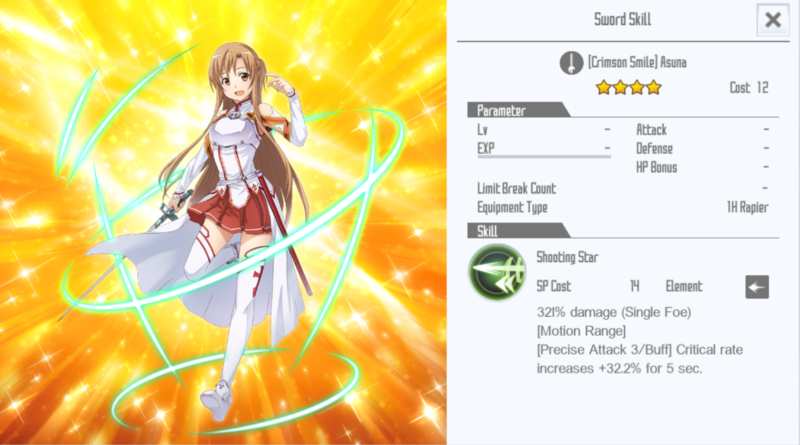 Sword Skill
[Crimson Smile] Asuna
Cost 12
Parameter
Lv - Attack -
EXP - Defense -
HP Bonus -
Limit Break Count -
Equipment Type 1H Rapier
Skill
Shooting Star
SP Cost 14 Element
321% damage (Single Foe)
[Motion Range]
[Precise Attack 3/Buff] Critical rate
increases +32.2% for 5 sec.